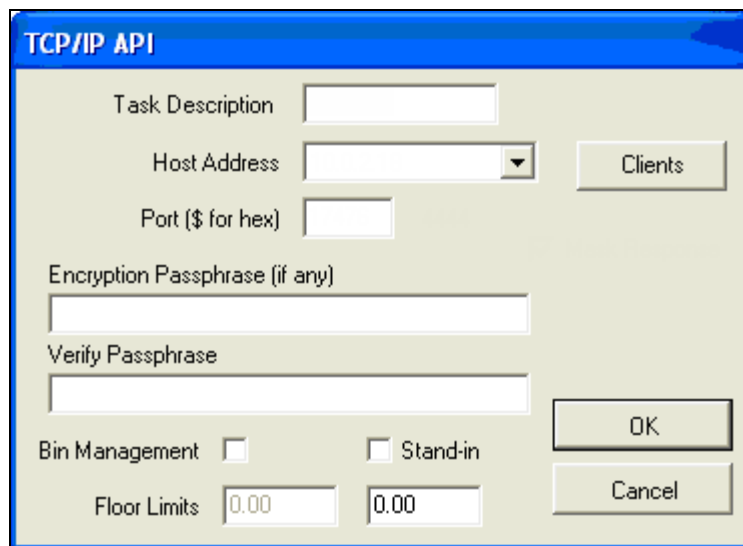 TCP/IP API
Task Description
Host Address
Clients
Port ($ for hex)
Encryption Passphrase (if any)
Verify Passphrase
OK
Bin Management
Stand-in
Cancel
Floor Limits 0.00 0.00